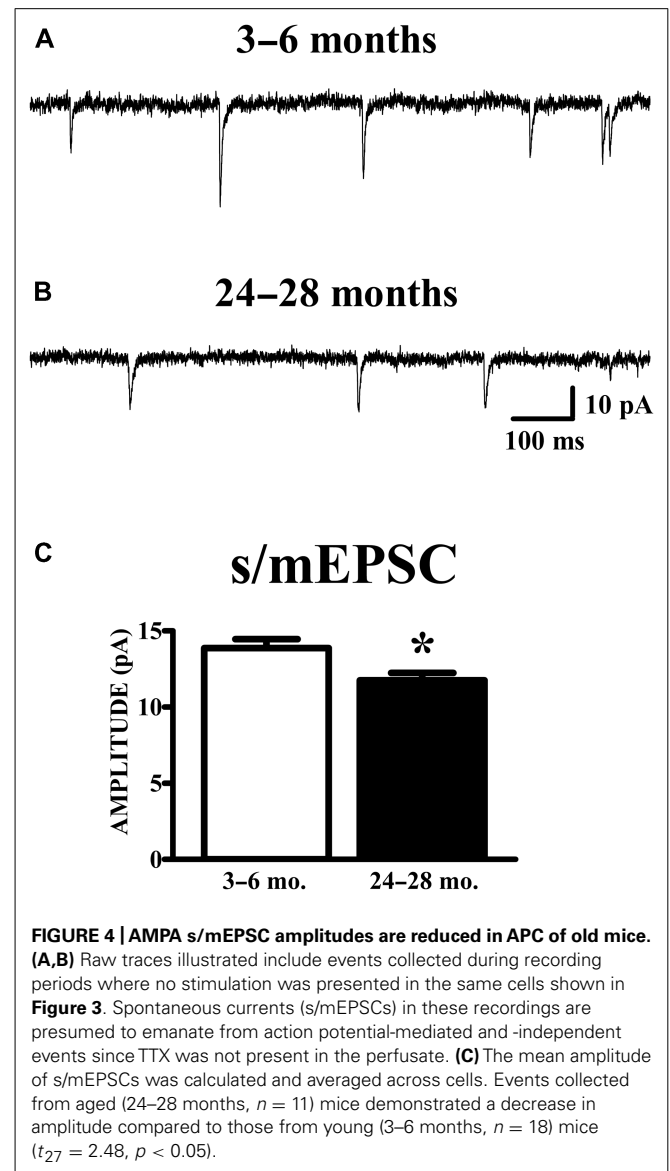 A
3–6 months
B
24–28 months
10 pA
100 ms
C
s/mEPSC
AMPLITUDE (pA)
15
*
10
5
0
3–6 mo.
24–28 mo.
FIGURE 4 | AMPA s/mEPSC amplitudes are reduced in APC of old mice.
(A,B) Raw traces illustrated include events collected during recording
periods where no stimulation was presented in the same cells shown in
Figure 3. Spontaneous currents (s/mEPSCs) in these recordings are
presumed to emanate from action potential-mediated and -independent
events since TTX was not present in the perfusate. (C) The mean amplitude
of s/mEPSCs was calculated and averaged across cells. Events collected
from aged (24–28 months, n = 11) mice demonstrated a decrease in
amplitude compared to those from young (3–6 months, n = 18) mice
(t27 = 2.48, p < 0.05).